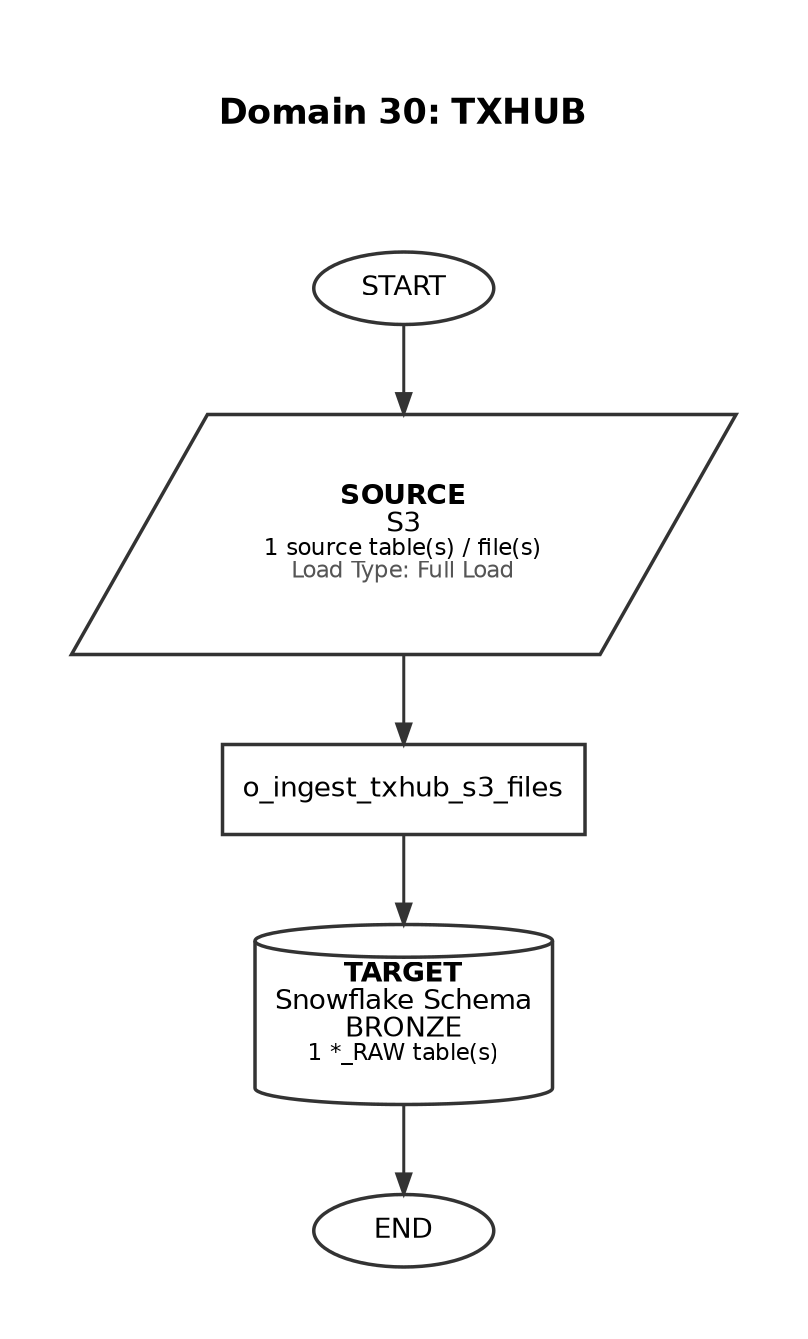 Domain 30: TXHUB
START
SOURCE
S3
1 source table(s) / file(s)
Load Type: Full Load
o_ingest_txhub_s3_files
TARGET
Snowflake Schema
BRONZE
1 *_RAW table(s)
END